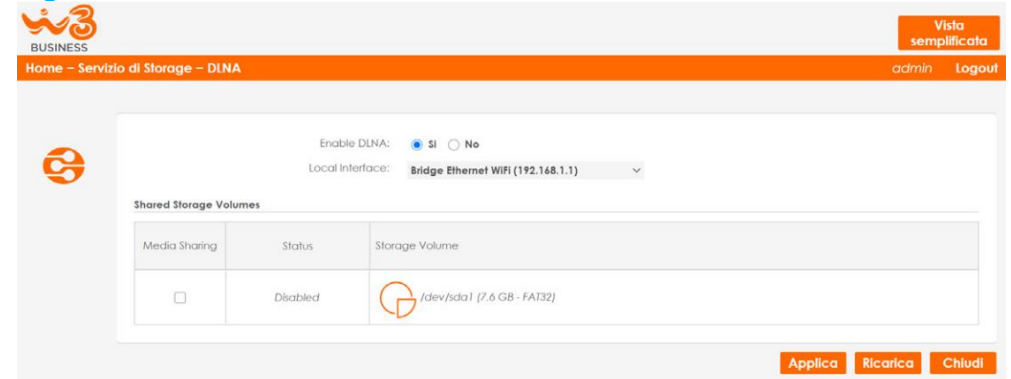 W3
BUSINESS
Vista
semplificata
Home – Servizio di Storage – DLNA
admin Logout
Enable DLNA: Si No
Local Interface: Bridge Ethernet WiFi (192.168.1.1)
Shared Storage Volumes
Media Sharing Status Storage Volume
Disabled /dev/sda1 (7.6 GB - FAT32)
Applica Ricarica Chiudi